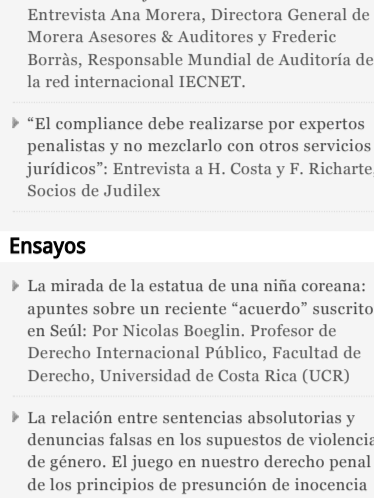 Entrevista Ana Morera, Directora General de
Morera Asesores & Auditores y Frederic
Borràs, Responsable Mundial de Auditoría de
la red internacional IECNET.
“El compliance debe realizarse por expertos
penalistas y no mezclarlo con otros servicios
jurídicos”: Entrevista a H. Costa y F. Richarte,
Socios de Judilex
Ensayos
La mirada de la estatua de una niña coreana:
apuntes sobre un reciente “acuerdo” suscrito
en Seúl: Por Nicolas Boeglin. Profesor de
Derecho Internacional Público, Facultad de
Derecho, Universidad de Costa Rica (UCR)
La relación entre sentencias absolutorias y
denuncias falsas en los supuestos de violencia
de género. El juego en nuestro derecho penal
de los principios de presunción de inocencia